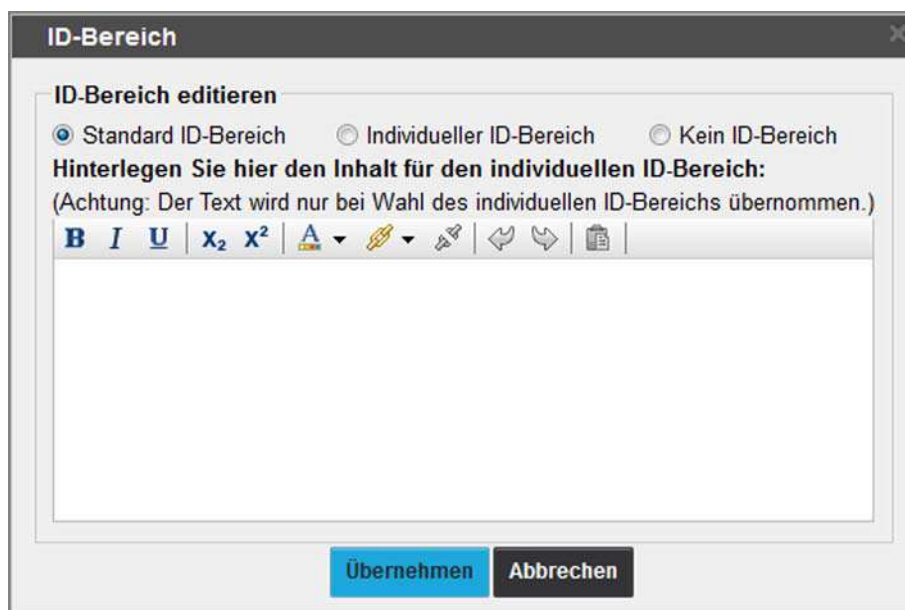 ID-Bereich
ID-Bereich editieren
Standard ID-Bereich Individueller ID-Bereich Kein ID-Bereich
Hinterlegen Sie hier den Inhalt für den individuellen ID-Bereich:
(Achtung: Der Text wird nur bei Wahl des individuellen ID-Bereichs übernommen.)
B I U X₂ X² A
Übernehmen Abbrechen